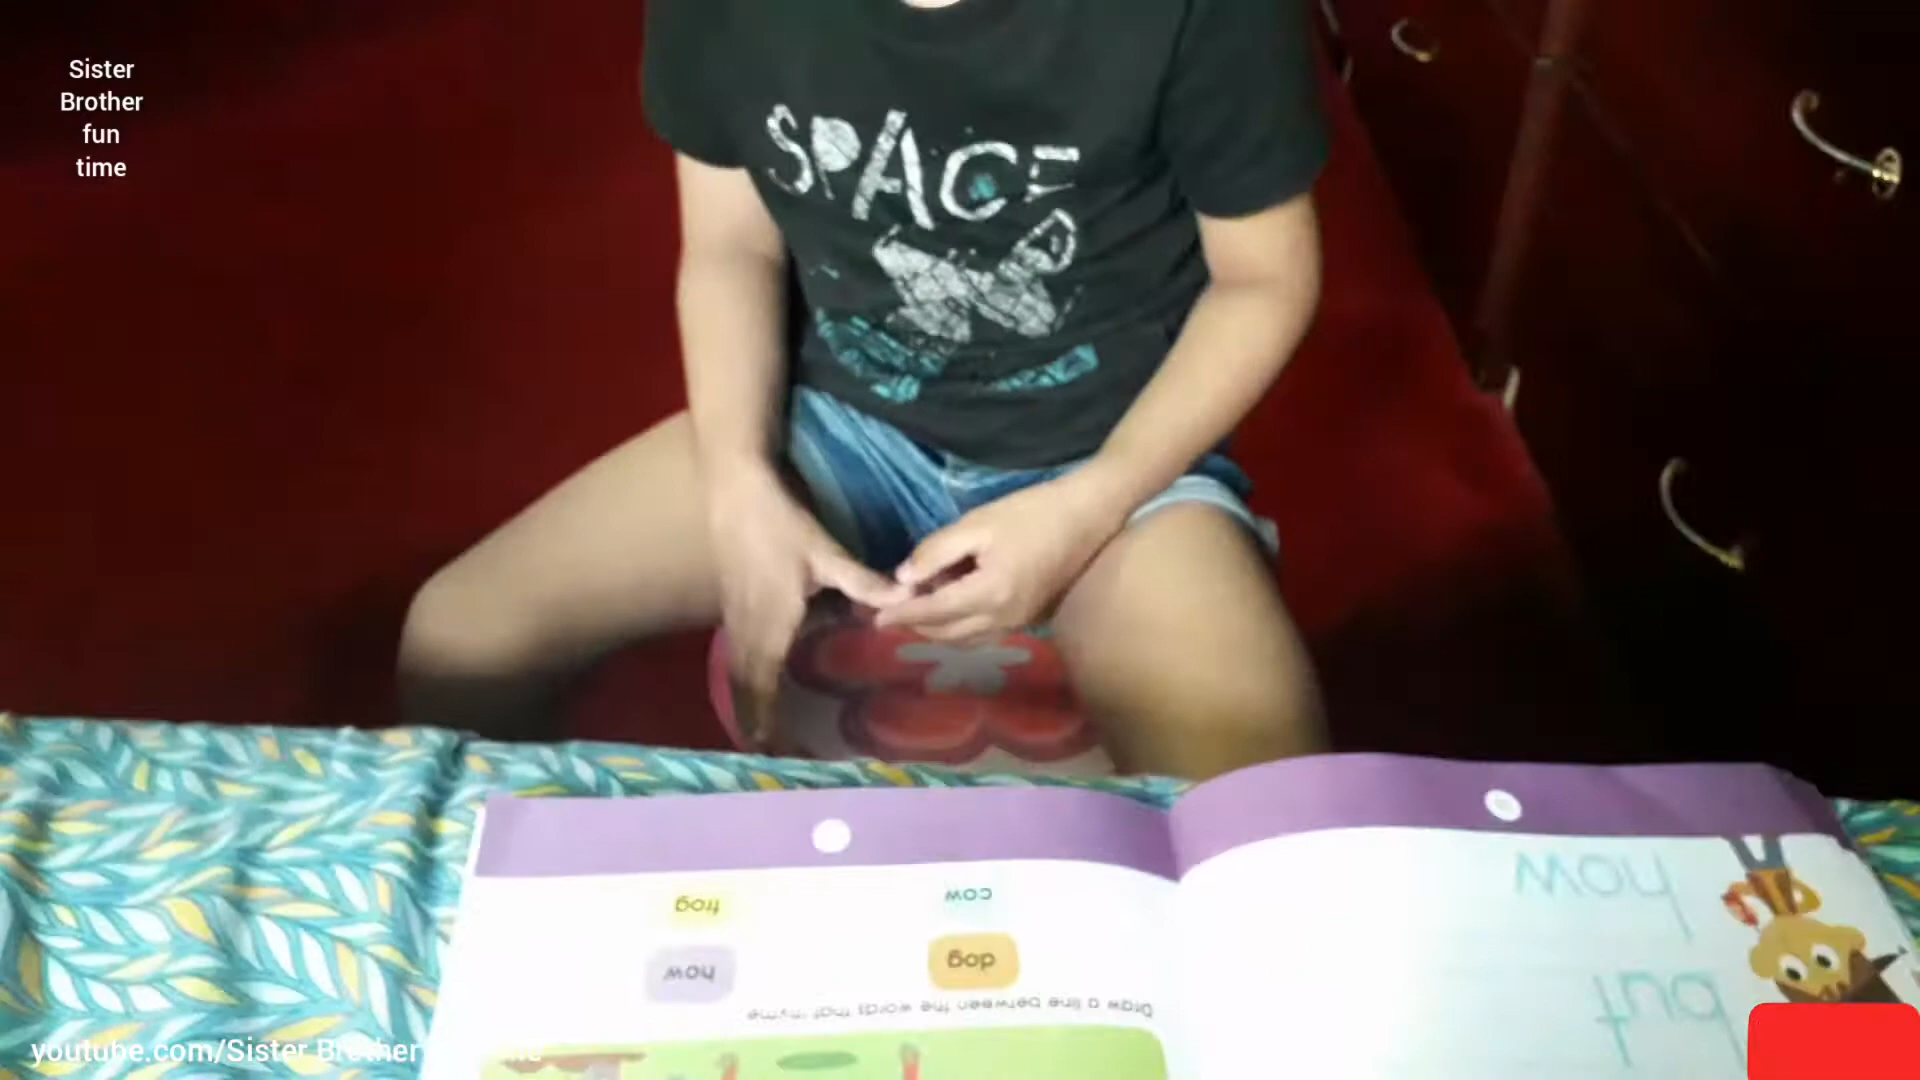 Sister
Brother
fun
time
SPACE
how
but
Draw a line between the words that rhyme.
dog
how
cow
frog
youtube.com/Sister Brother